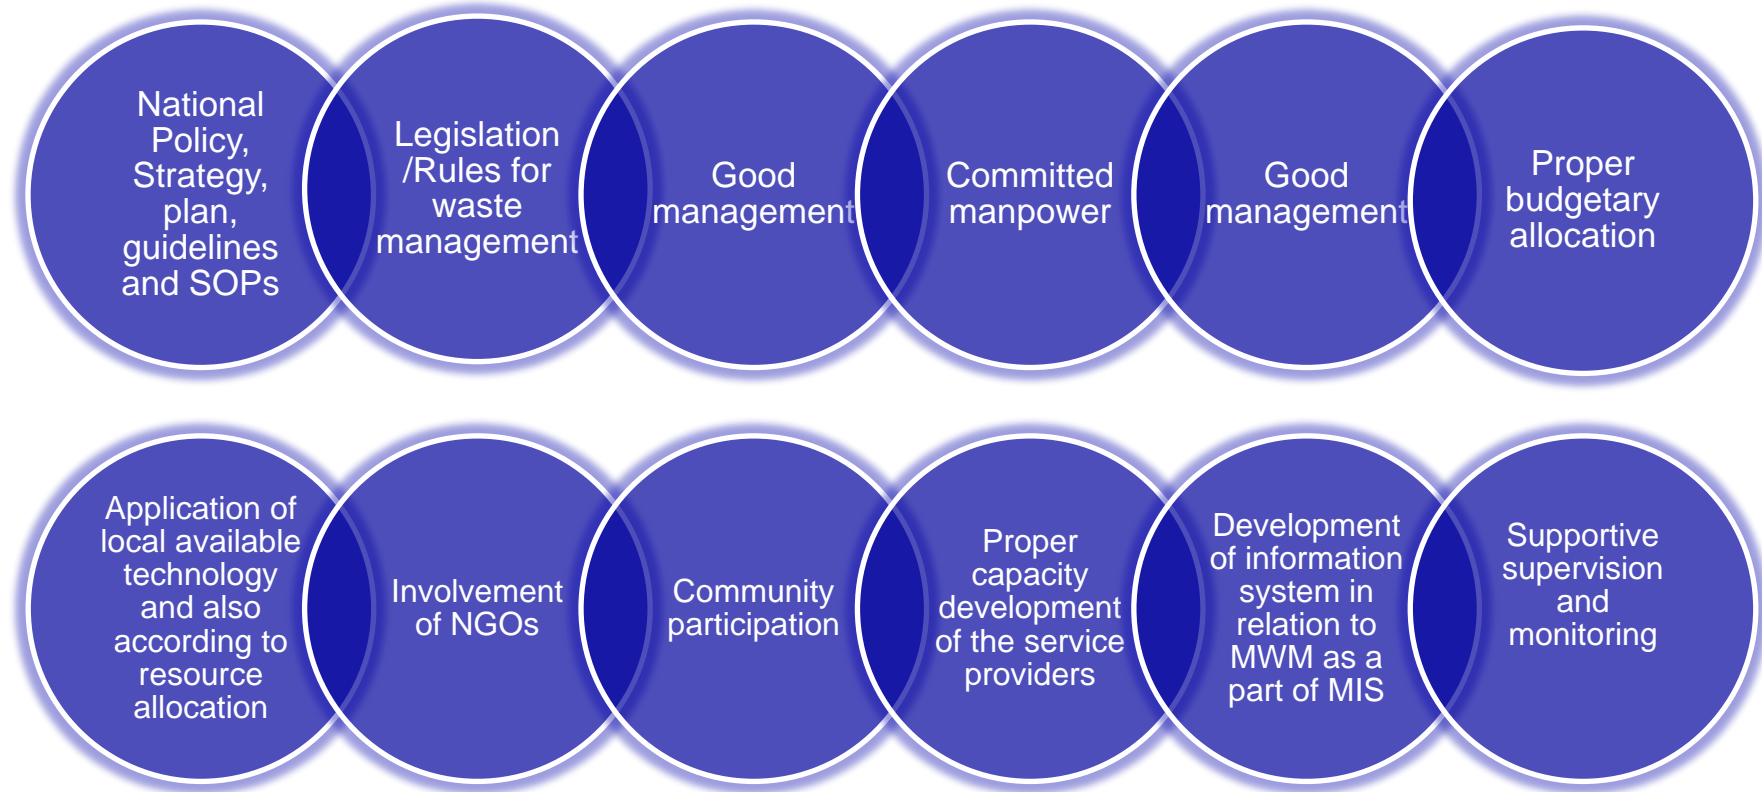 National
Policy,
Strategy,
plan,
guidelines
and SOPs
Legislation
/Rules for
waste
management
Good
management
Committed
manpower
Good
management
Proper
budgetary
allocation
Application of
local available
technology
and also
according to
resource
allocation
Involvement
of NGOs
Community
participation
Proper
capacity
development
of the service
providers
Development
of information
system in
relation to
MWM as a
part of MIS
Supportive
supervision
and
monitoring